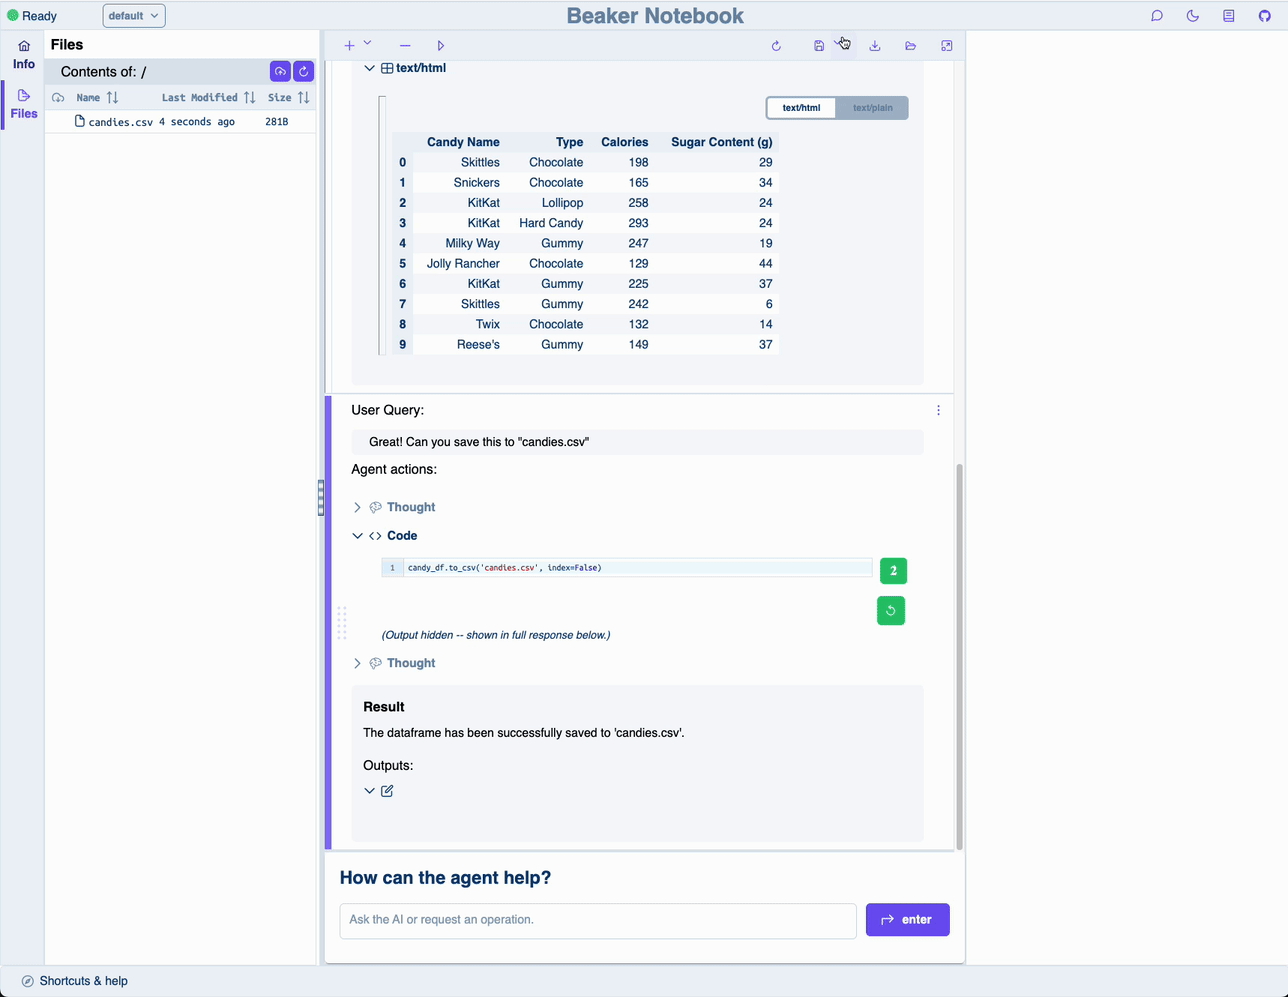 Ready
default
Beaker Notebook
Info
Files
Files
Contents of: /
Name Last Modified Size
candies.csv 4 seconds ago 281B
text/html
text/html text/plain
Candy Name Type Calories Sugar Content (g)
0 Skittles Chocolate 198 29
1 Snickers Chocolate 165 34
2 KitKat Lollipop 258 24
3 KitKat Hard Candy 293 24
4 Milky Way Gummy 247 19
5 Jolly Rancher Chocolate 129 44
6 KitKat Gummy 225 37
7 Skittles Gummy 242 6
8 Twix Chocolate 132 14
9 Reese's Gummy 149 37
User Query:
Great! Can you save this to "candies.csv"
Agent actions:
Thought
Code
1 candy_df.to_csv('candies.csv', index=False)
2
(Output hidden -- shown in full response below.)
Thought
Result
The dataframe has been successfully saved to 'candies.csv'.
Outputs:
How can the agent help?
Ask the AI or request an operation.
enter
Shortcuts & help